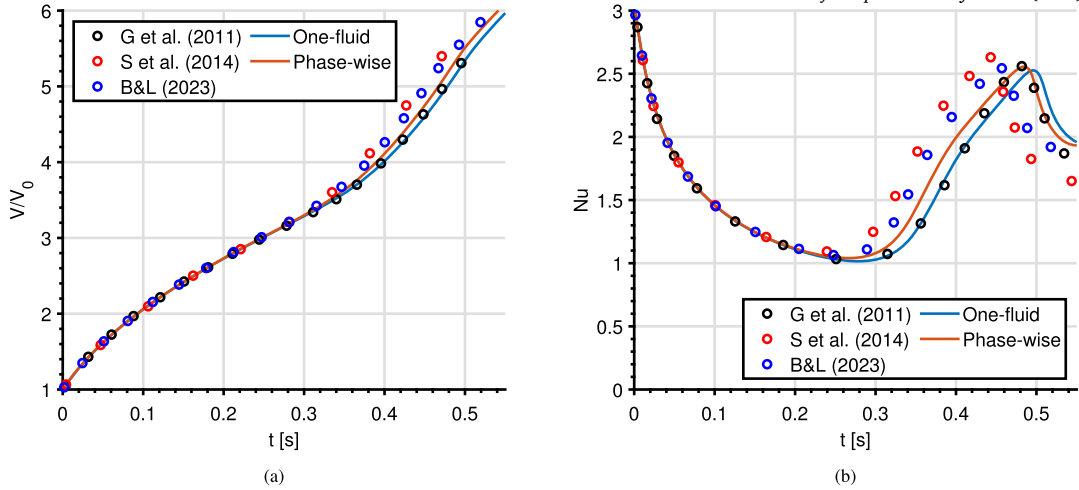 6
5
4
3
2
1
V/V0
0
0.1
0.2
0.3
0.4
0.5
t [s]
G et al. (2011)
S et al. (2014)
B&L (2023)
One-fluid
Phase-wise
(a)
3
2.5
2
1.5
1
0.5
0
Nu
0
0.1
0.2
0.3
0.4
0.5
t [s]
G et al. (2011)
S et al. (2014)
B&L (2023)
One-fluid
Phase-wise
(b)